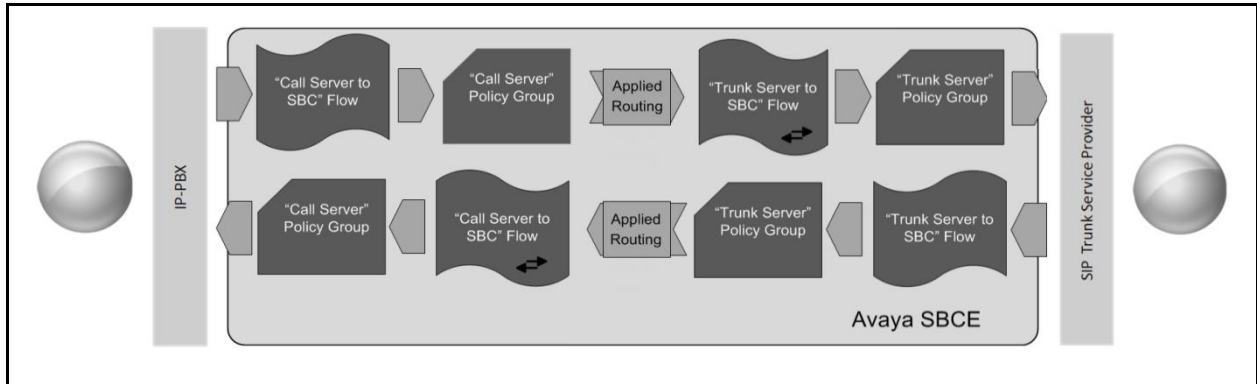 IP-PBX
“Call Server to
SBC” Flow
“Call Server”
Policy Group
Applied
Routing
“Trunk Server to
SBC” Flow
“Trunk Server”
Policy Group
“Call Server”
Policy Group
“Call Server to
SBC” Flow
Applied
Routing
“Trunk Server”
Policy Group
“Trunk Server to
SBC” Flow
Avaya SBCE
SIP Trunk Service Provider